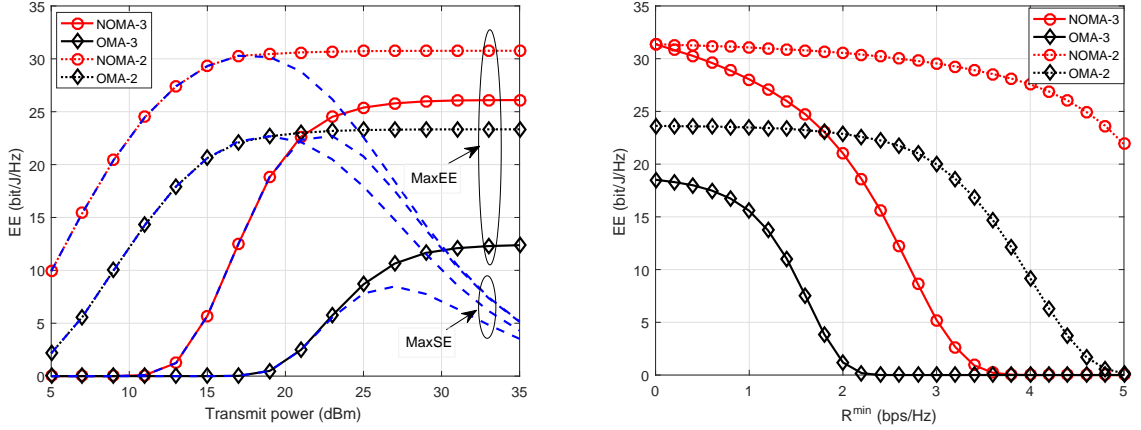 NOMA-3
OMA-3
NOMA-2
OMA-2
MaxEE
MaxSE
35
30
25
20
15
10
5
0
5
10
15
20
25
30
35
EE (bit/J/Hz)
Transmit power (dBm)
NOMA-3
OMA-3
NOMA-2
OMA-2
35
30
25
20
15
10
5
0
0
1
2
3
4
5
EE (bit/J/Hz)
R^min (bps/Hz)